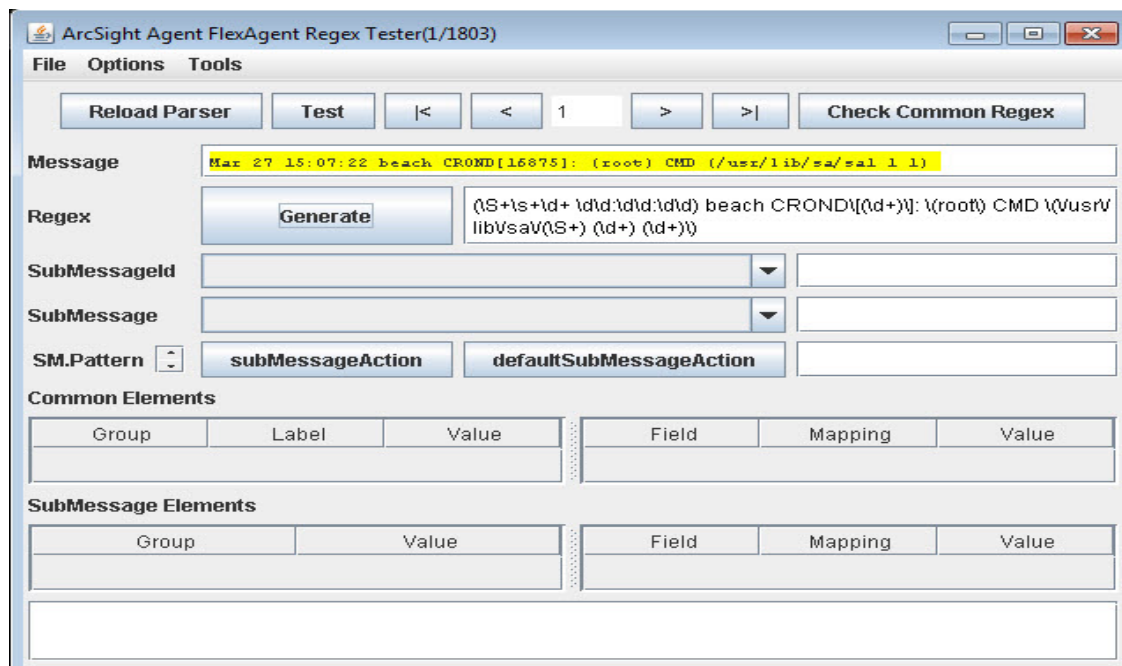 ArcSight Agent FlexAgent Regex Tester(1/1803)
File Options Tools
Reload Parser Test |< < 1 > >| Check Common Regex
Message Mar 27 15:07:22 beach CROND[16875]: (root) CMD (/usr/lib/sa/sa1 1 1)
Regex Generate (\S+\s+\d+ \d\d:\d\d:\d\d) beach CROND\[(\d+)\]: \(root\) CMD \(\/usr\/
lib\/sa\/(\S+) (\d+) (\d+)\)
SubMessageId
SubMessage
SM.Pattern subMessageAction defaultSubMessageAction
Common Elements
Group Label Value Field Mapping Value
SubMessage Elements
Group Value Field Mapping Value